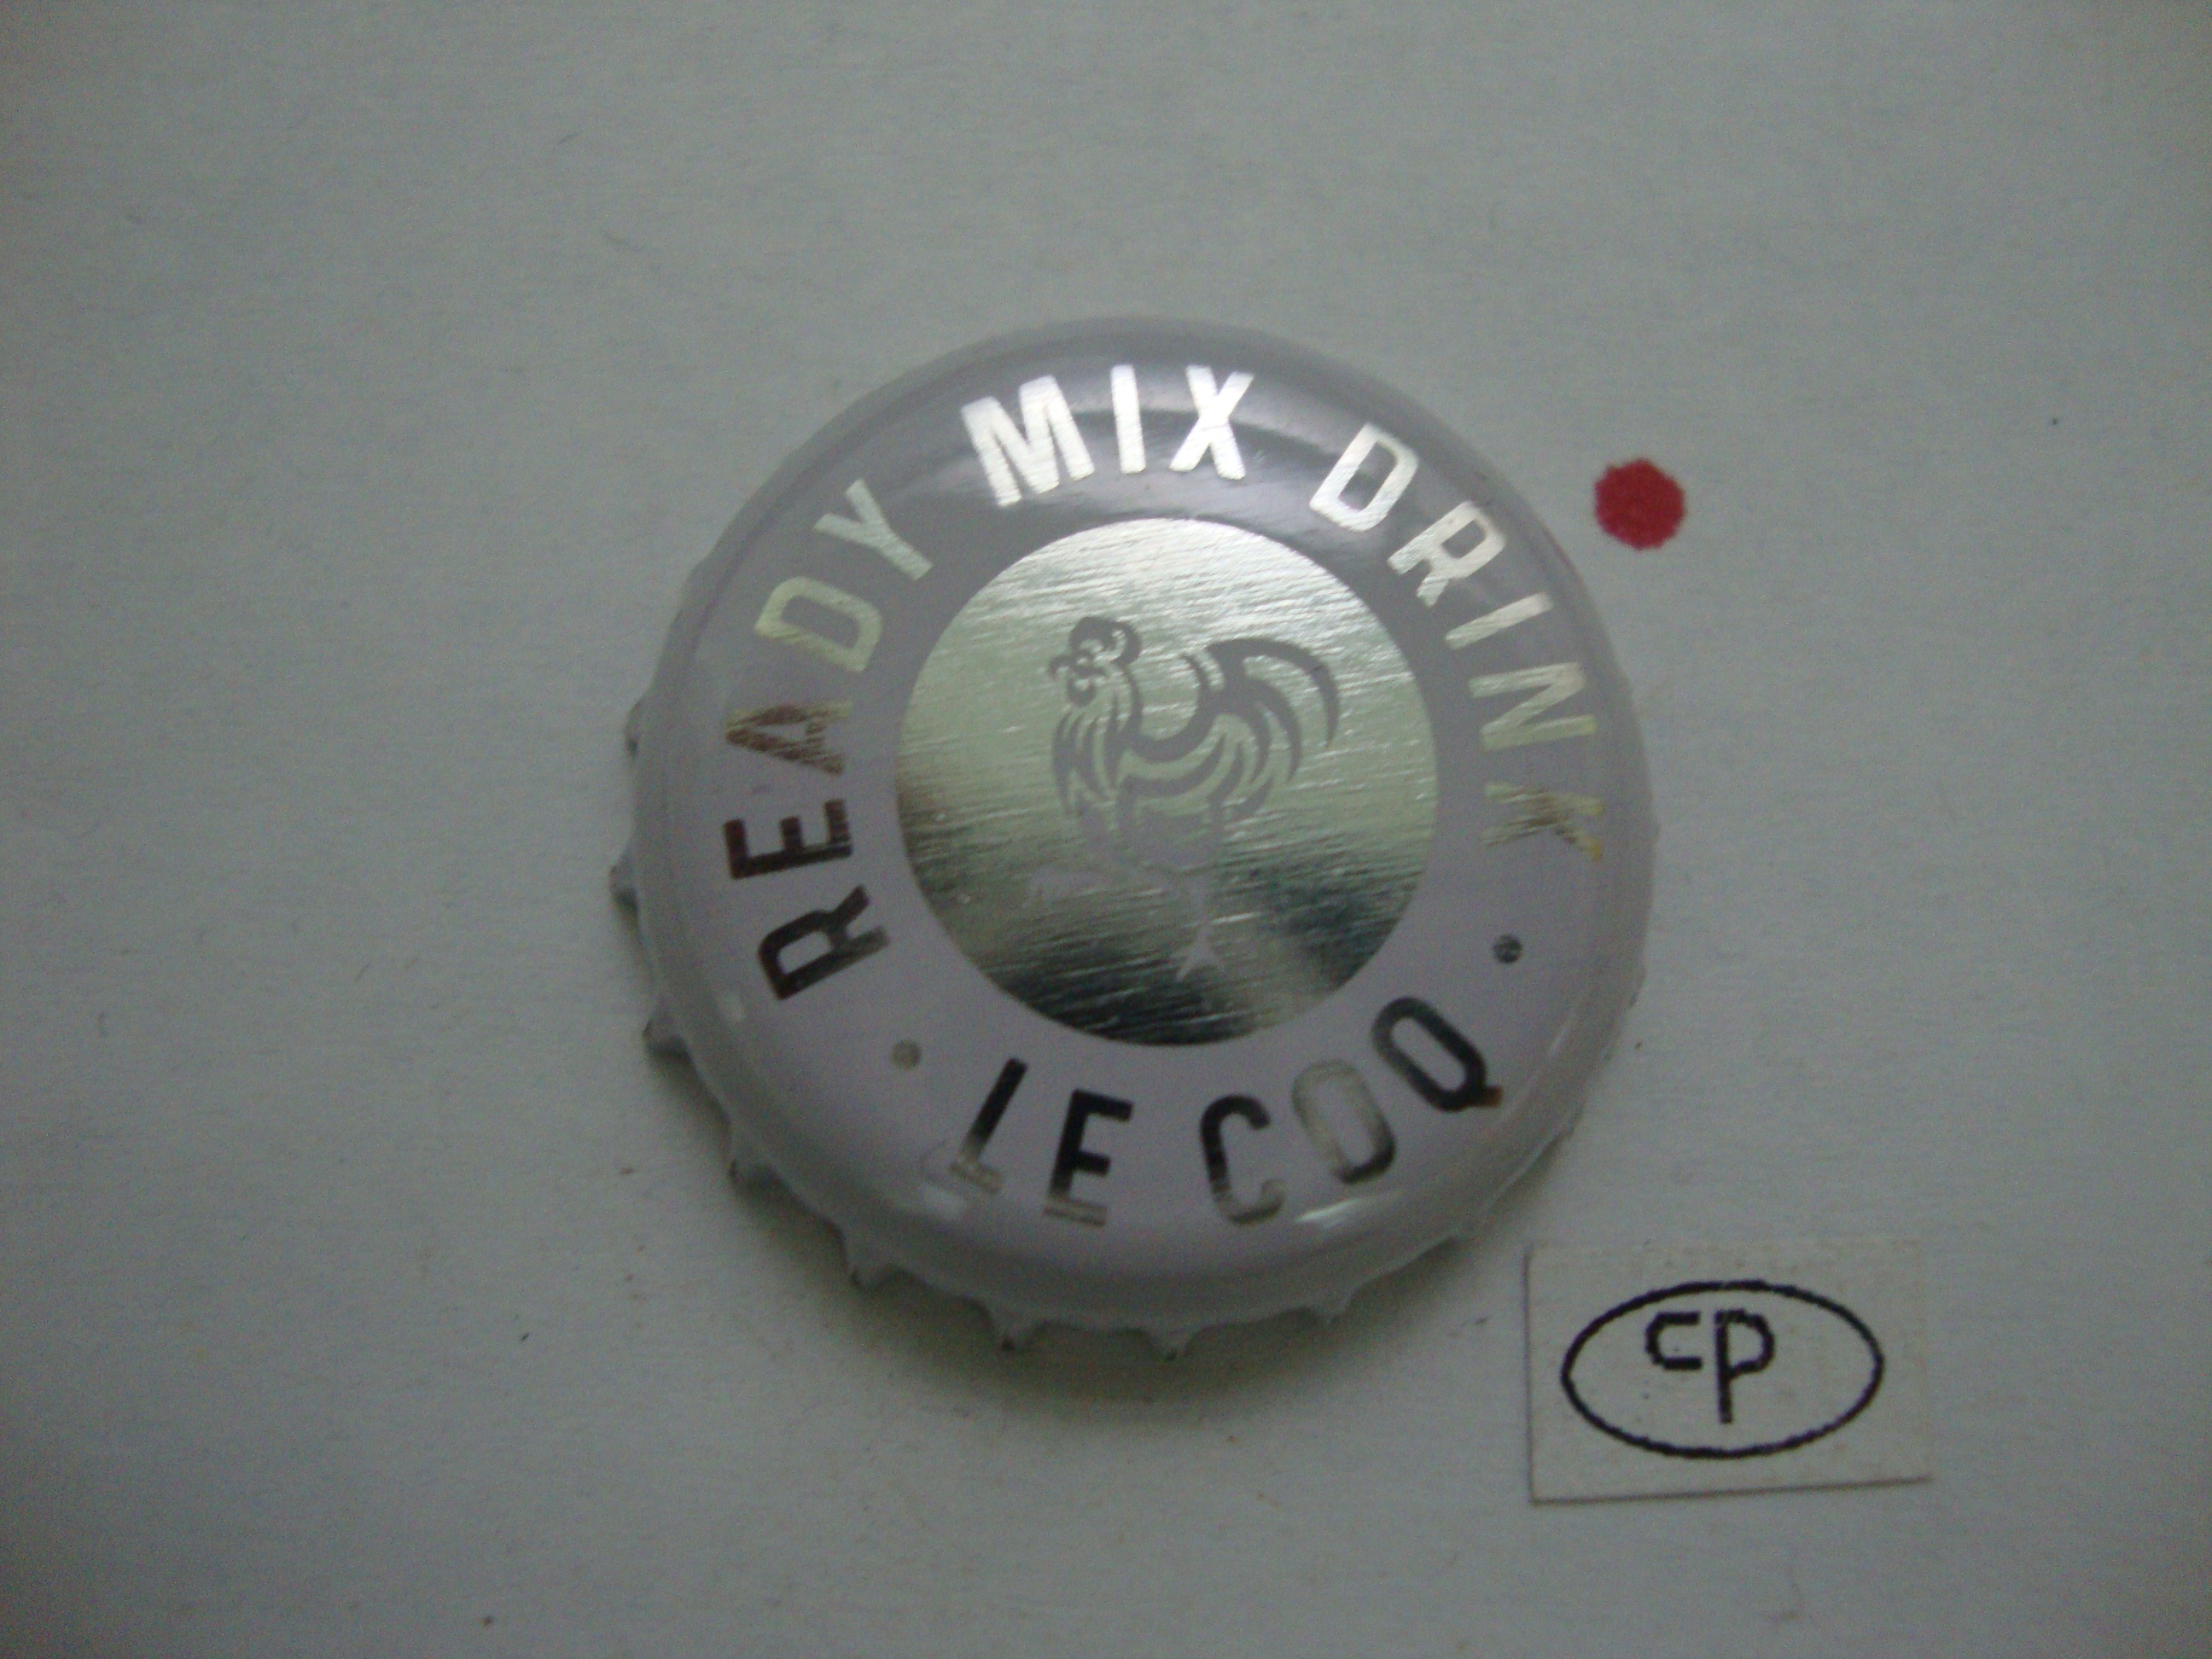 READY MIX DRINK
• LE COQ •
CP